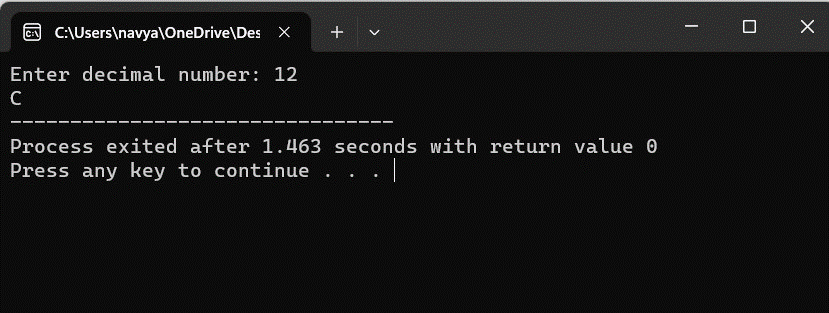 C:\Users\navya\OneDrive\Des
Enter decimal number: 12
C
--------------------------------
Process exited after 1.463 seconds with return value 0
Press any key to continue . . .